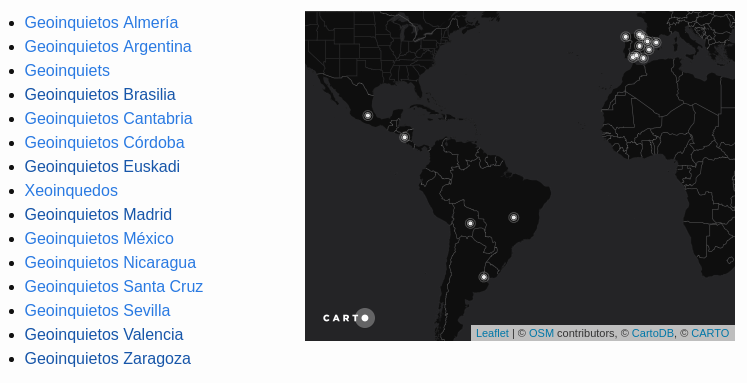 Geoinquietos Almería
Geoinquietos Argentina
Geoinquiets
Geoinquietos Brasilia
Geoinquietos Cantabria
Geoinquietos Córdoba
Geoinquietos Euskadi
Xeoinquedos
Geoinquietos Madrid
Geoinquietos México
Geoinquietos Nicaragua
Geoinquietos Santa Cruz
Geoinquietos Sevilla
Geoinquietos Valencia
Geoinquietos Zaragoza
CARTO
Leaflet | © OSM contributors, © CartoDB, © CARTO